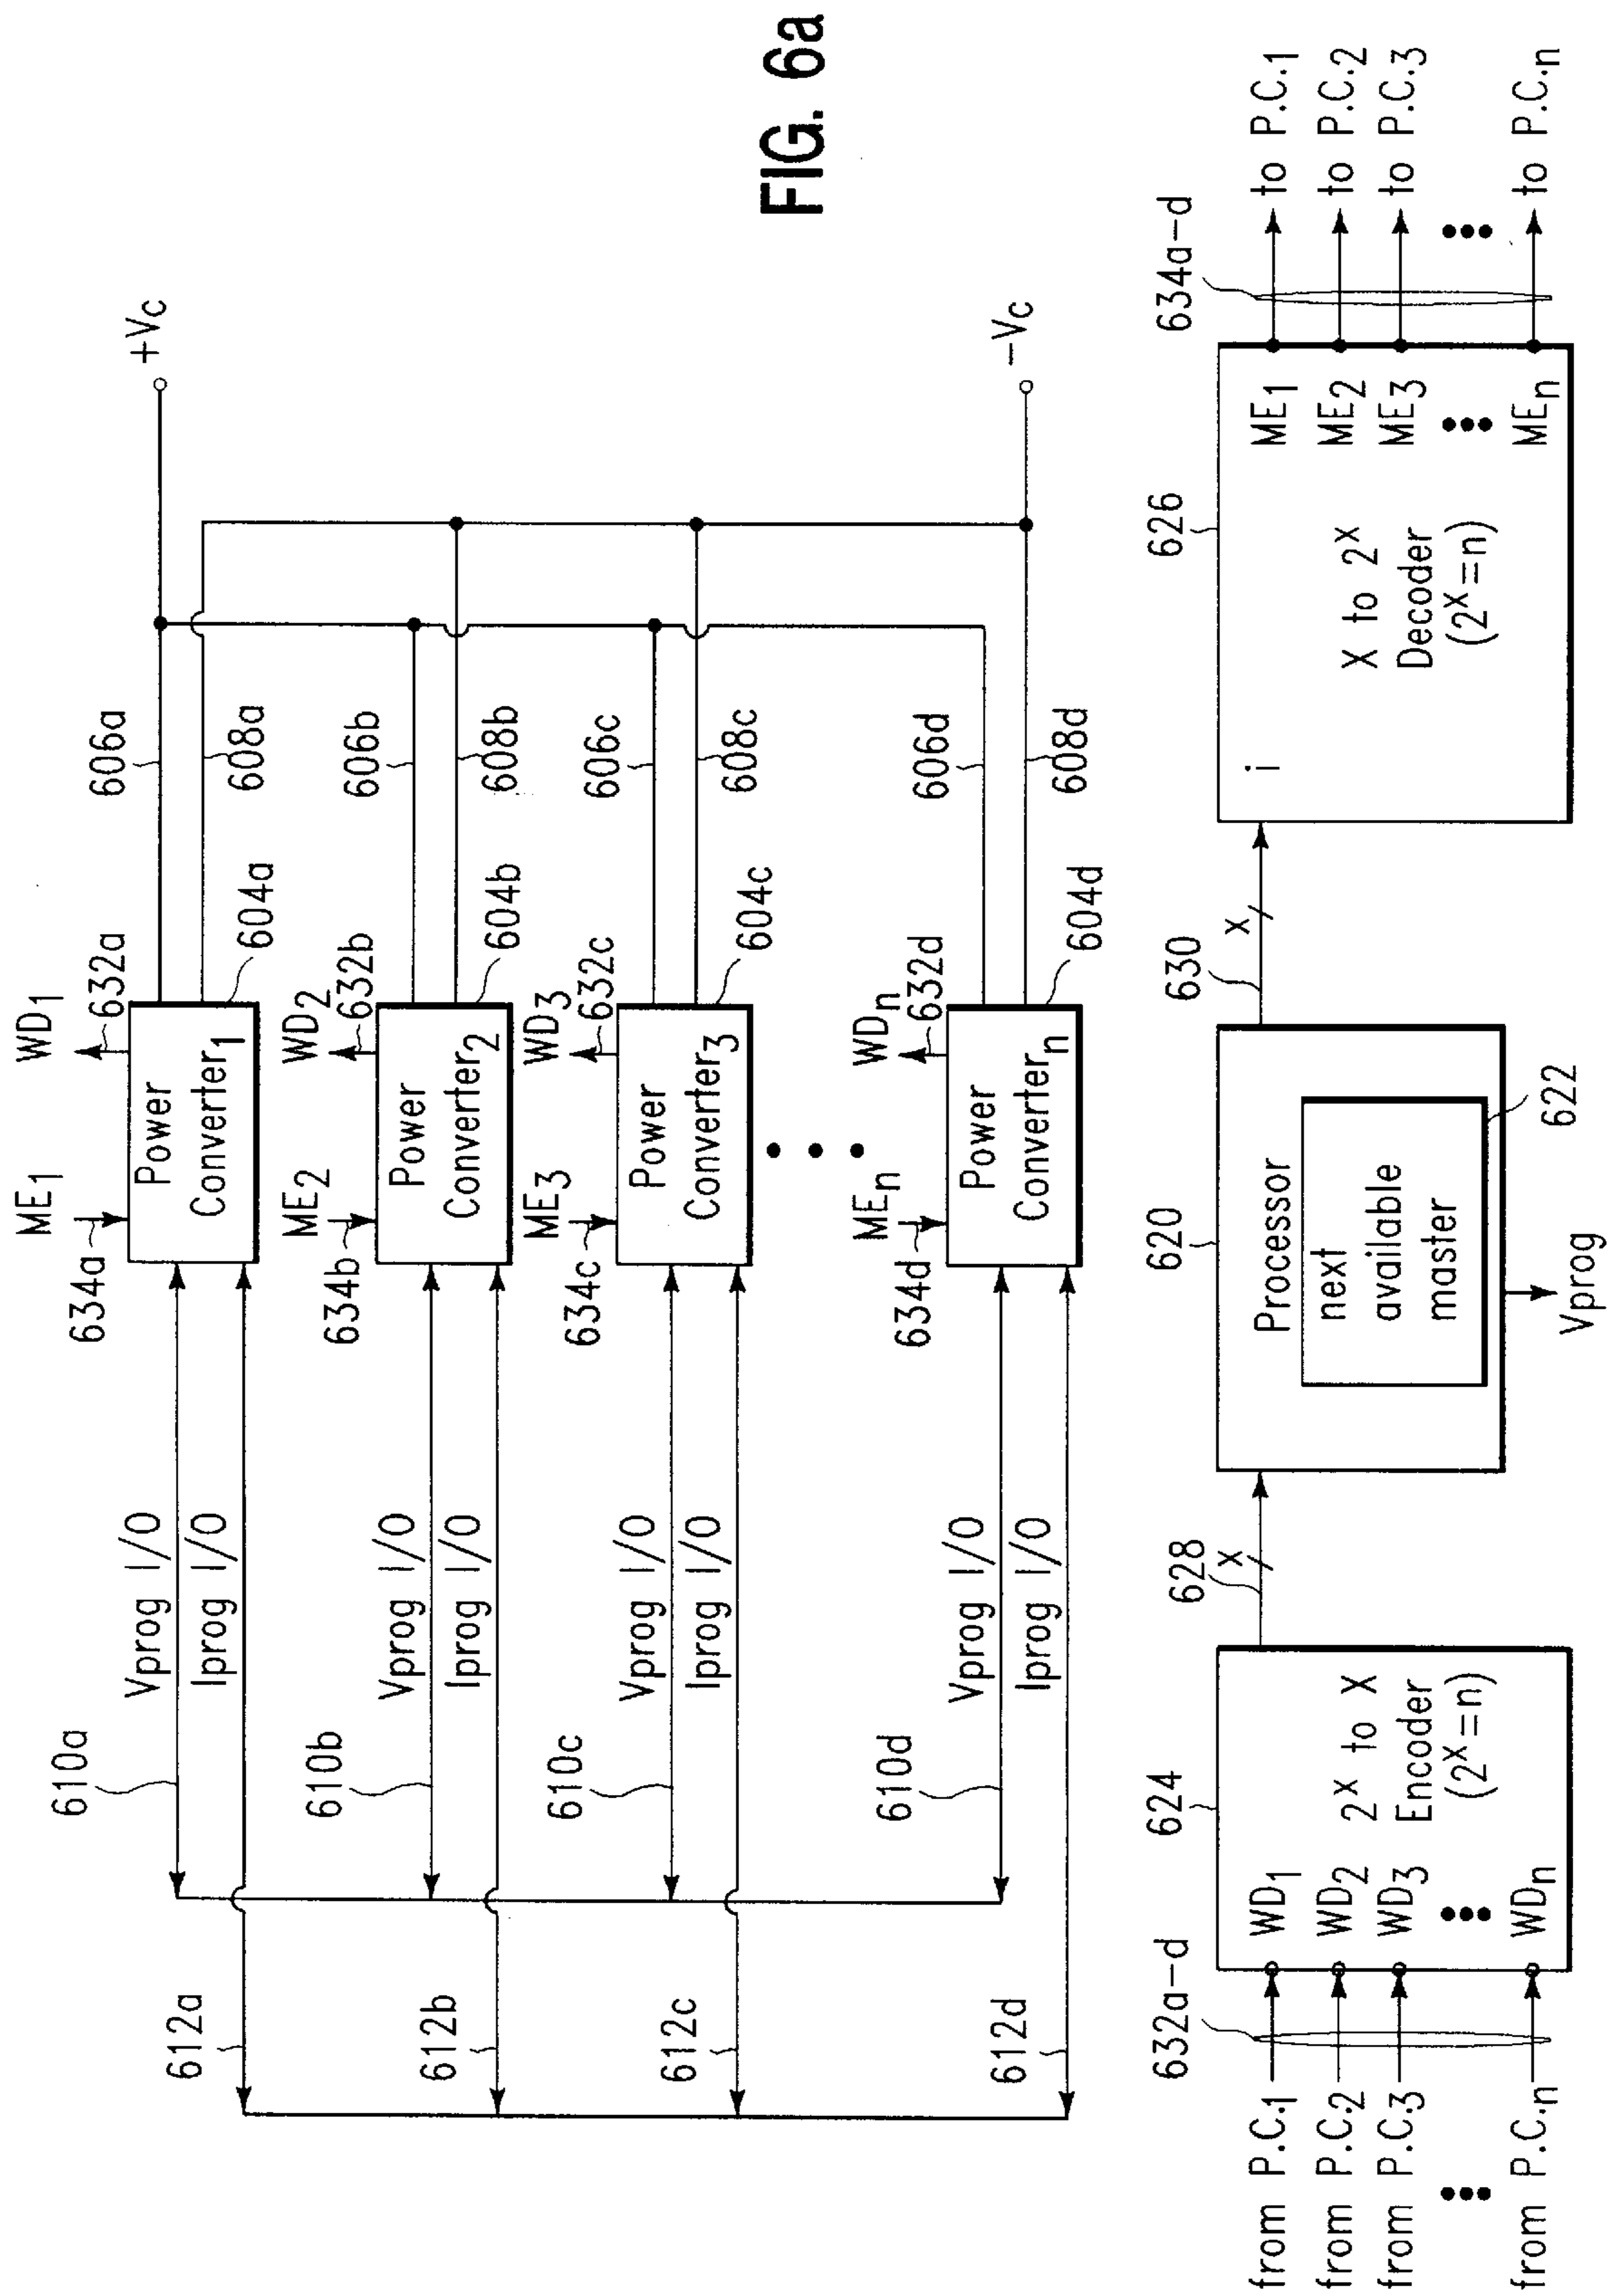 FIG. 6a
+VC
-VC
606a
608a
606b
608b
606c
608c
606d
608d
ME1
WD1
634a
632a
604a
Power
Converter1
ME2
WD2
634b
632b
604b
Power
Converter2
ME3
WD3
634c
632c
604c
Power
Converter3
MEn
WDn
634d
632d
604d
Power
Convertern
610a
Vprog I/O
Iprog I/O
612a
610b
Vprog I/O
Iprog I/O
612b
610c
Vprog I/O
Iprog I/O
612c
610d
Vprog I/O
Iprog I/O
612d
632a-d
from P.C.1
from P.C.2
from P.C.3
from P.C.n
624
WD1
WD2
WD3
WDn
2X to X
Encoder
(2X=n)
628
X
620
Processor
next
available
master
622
Vprog
630
X
626
i
X to 2X
Decoder
(2X=n)
ME1
ME2
ME3
MEn
634a-d
to P.C.1
to P.C.2
to P.C.3
to P.C.n